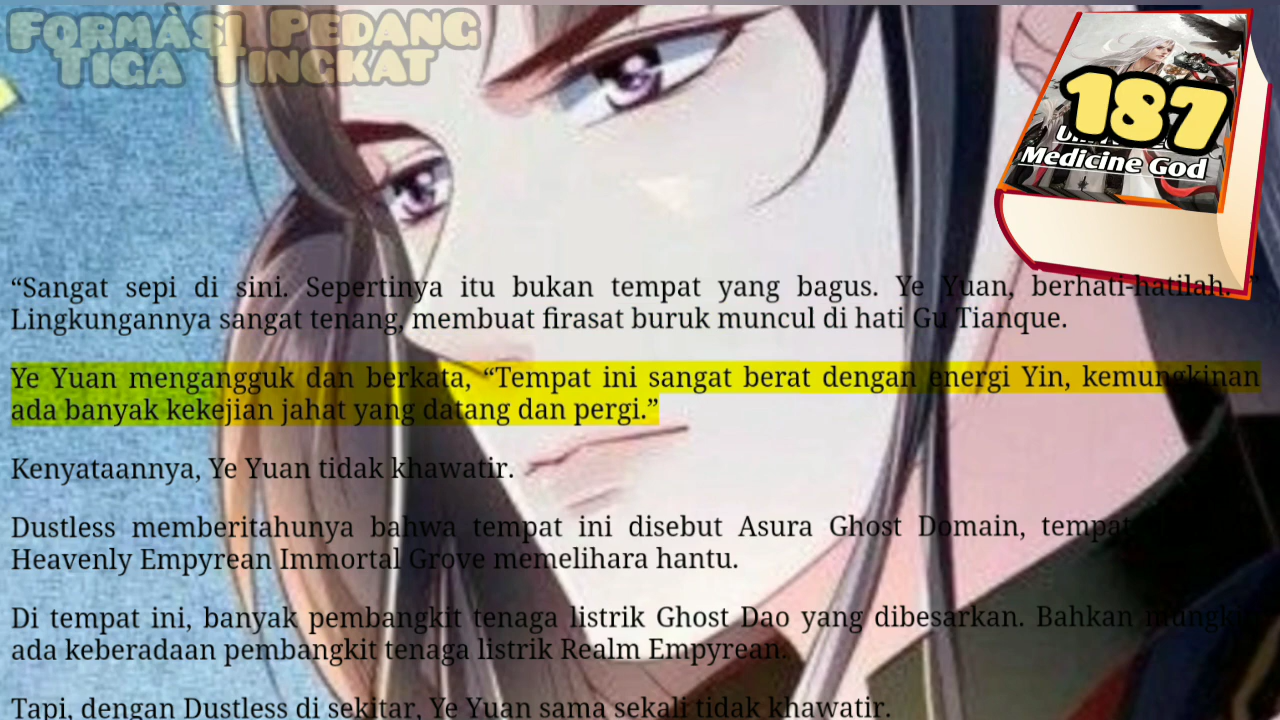 Formàsi Pedang
Tiga Tingkat
187
Medicine God
“Sangat sepi di sini. Sepertinya itu bukan tempat yang bagus. Ye Yuan, berhati-hatilah. ”
Lingkungannya sangat tenang, membuat firasat buruk muncul di hati Gu Tianque.
Ye Yuan mengangguk dan berkata, “Tempat ini sangat berat dengan energi Yin, kemungkinan
ada banyak kekejian jahat yang datang dan pergi.”
Kenyataannya, Ye Yuan tidak khawatir.
Dustless memberitahunya bahwa tempat ini disebut Asura Ghost Domain, tempat
Heavenly Empyrean Immortal Grove memelihara hantu.
Di tempat ini, banyak pembangkit tenaga listrik Ghost Dao yang dibesarkan. Bahkan mungkin
ada keberadaan pembangkit tenaga listrik Realm Empyrean.
Tapi, dengan Dustless di sekitar, Ye Yuan sama sekali tidak khawatir.